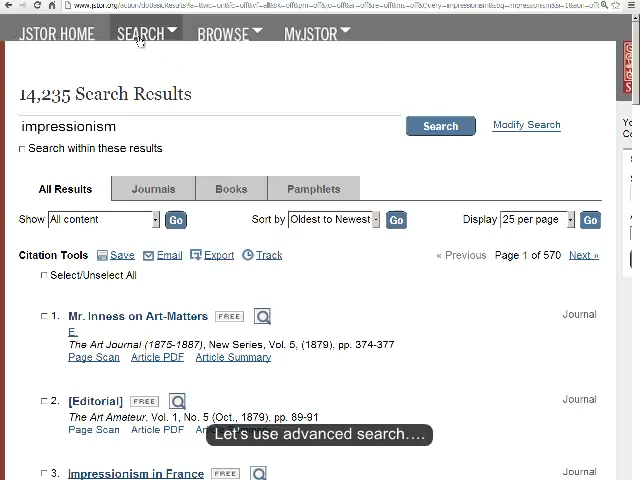 www.jstor.org/action/doBasicResults?
JSTOR HOME SEARCH BROWSE MyJSTOR
14,235 Search Results
impressionism Search Modify Search
Search within these results
All Results Journals Books Pamphlets
Show All content Go Sort by Oldest to Newest Go Display 25 per page Go
Citation Tools Save Email Export Track « Previous Page 1 of 570 Next »
Select/Unselect All
1. Mr. Inness on Art-Matters FREE Journal
E.
The Art Journal (1875-1887), New Series, Vol. 5, (1879), pp. 374-377
Page Scan Article PDF Article Summary
2. [Editorial] FREE Journal
The Art Amateur, Vol. 1, No. 5 (Oct., 1879), pp. 89-91
Page Scan Article PDF
Let's use advanced search....
3. Impressionism in France FREE Journal